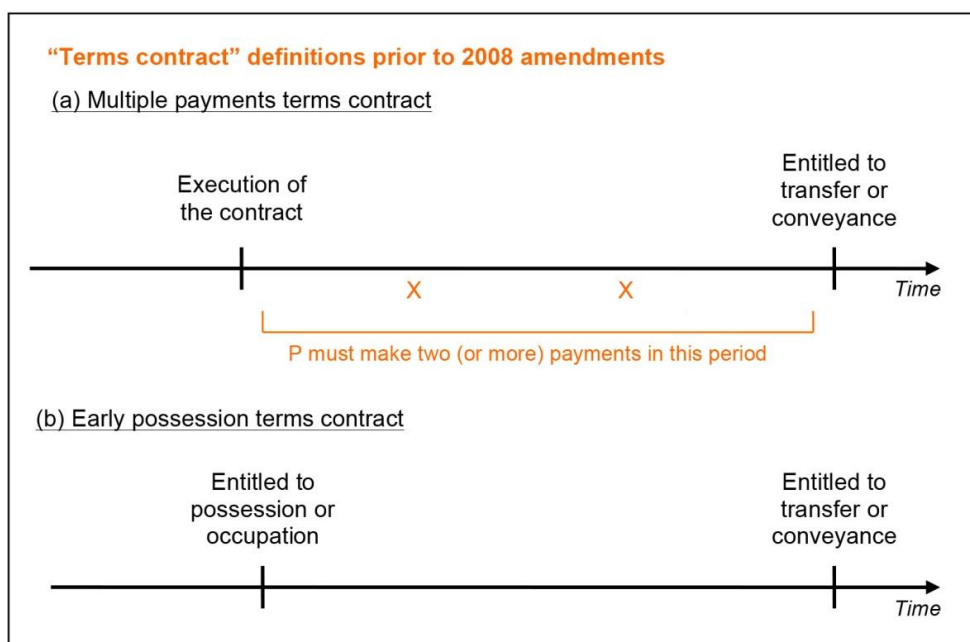 “Terms contract” definitions prior to 2008 amendments
(a) Multiple payments terms contract
Execution of
the contract
Entitled to
transfer or
conveyance
X
X
Time
P must make two (or more) payments in this period
(b) Early possession terms contract
Entitled to
possession or
occupation
Entitled to
transfer or
conveyance
Time